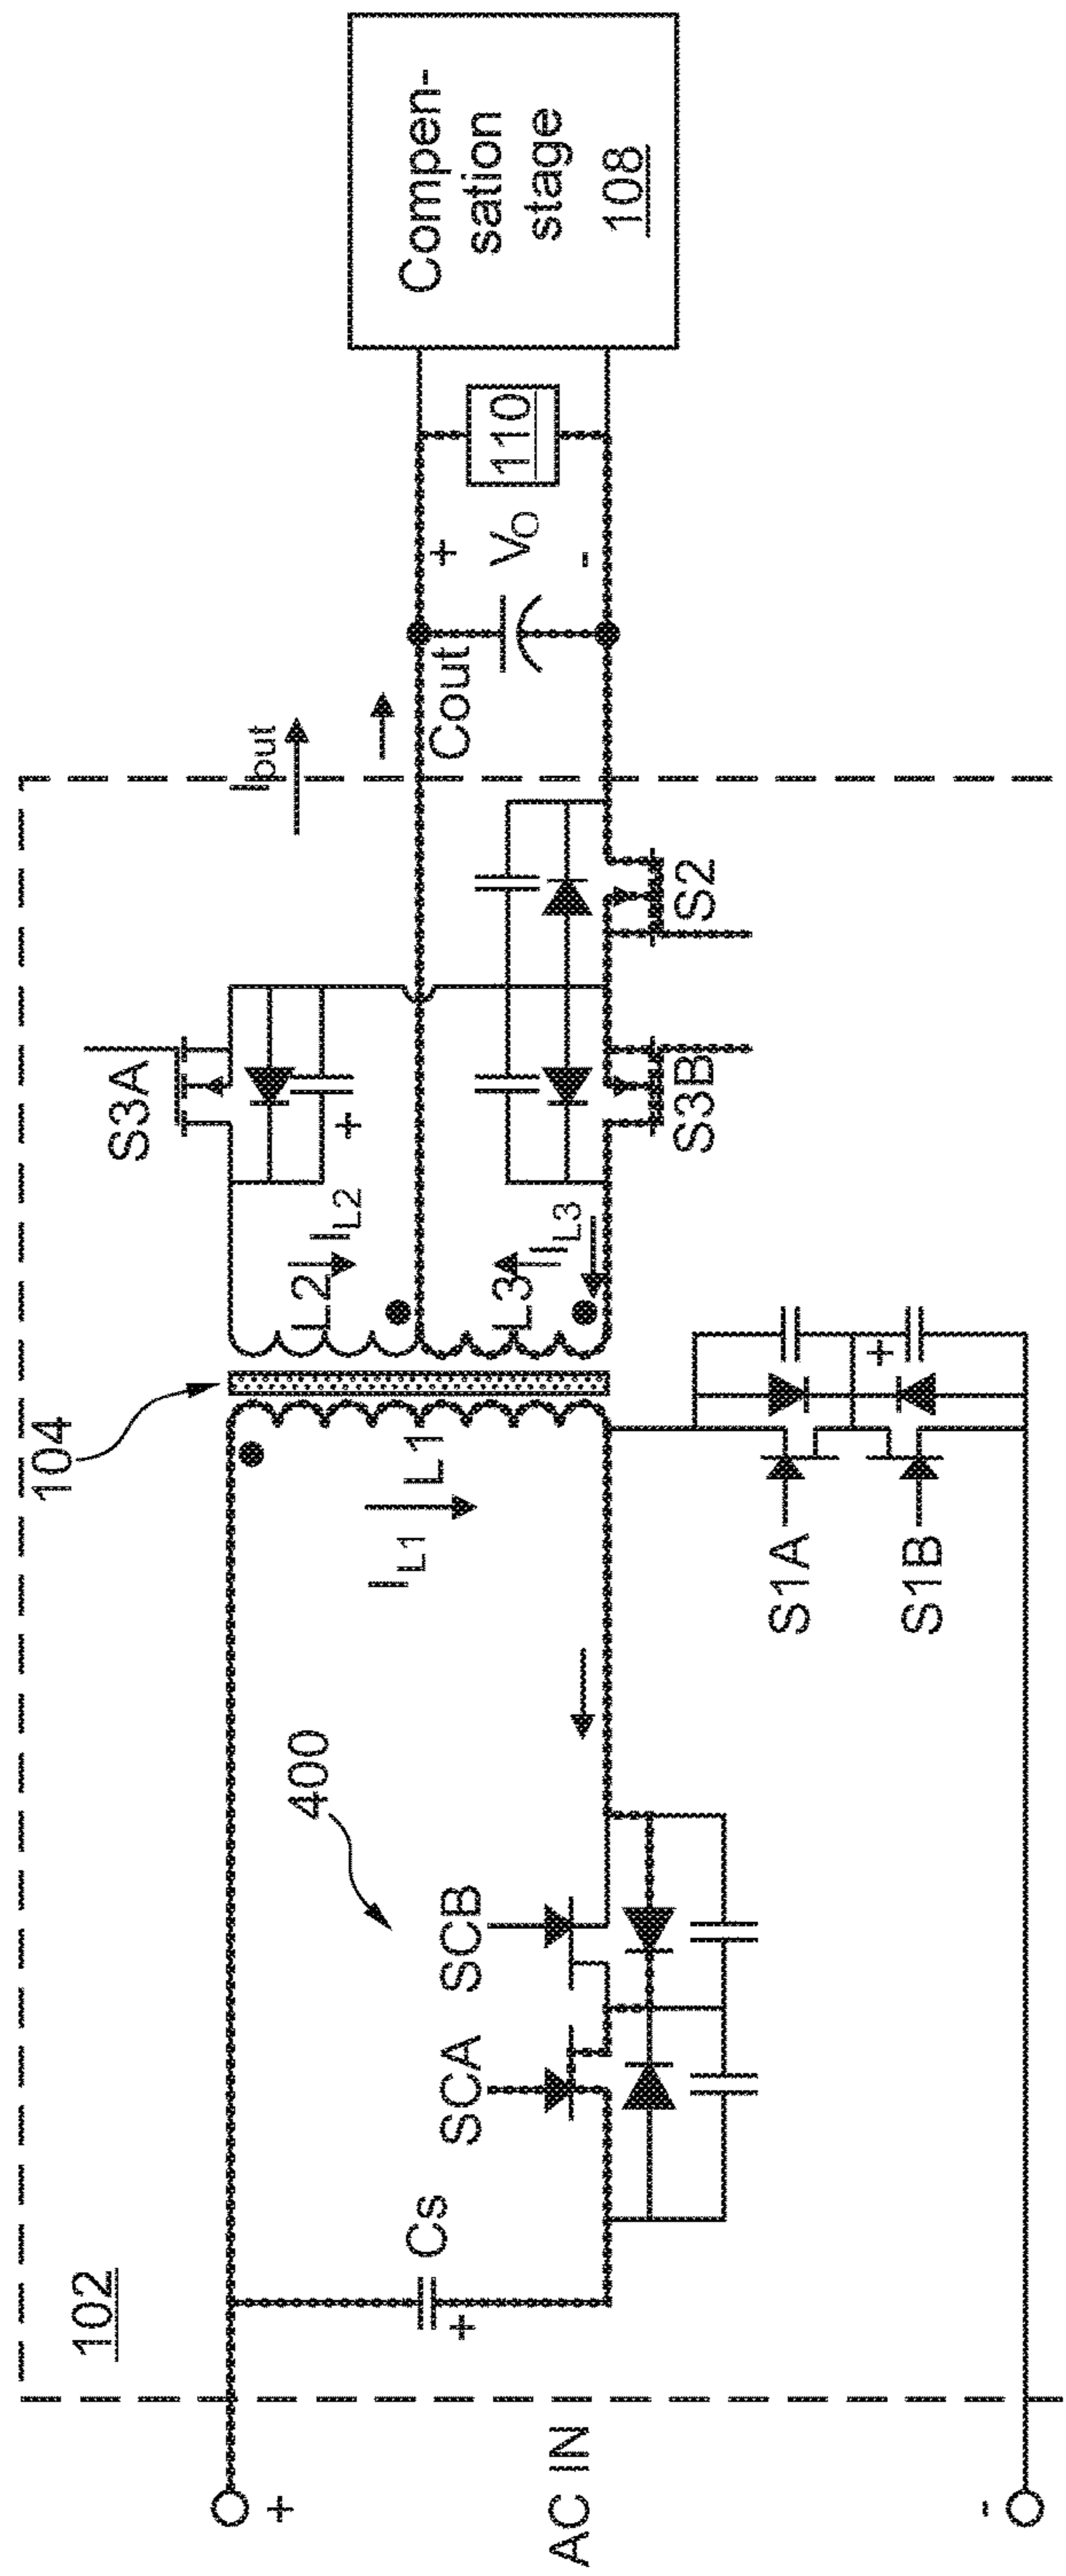 102
104
400
AC IN
+
-
Cs
+
SCA
SCB
IL1
L1
L2
IL2
L3
IL3
S1A
S1B
+
S3A
+
S3B
S2
Iout
Cout
+
VO
-
110
Compen-
sation
stage
108